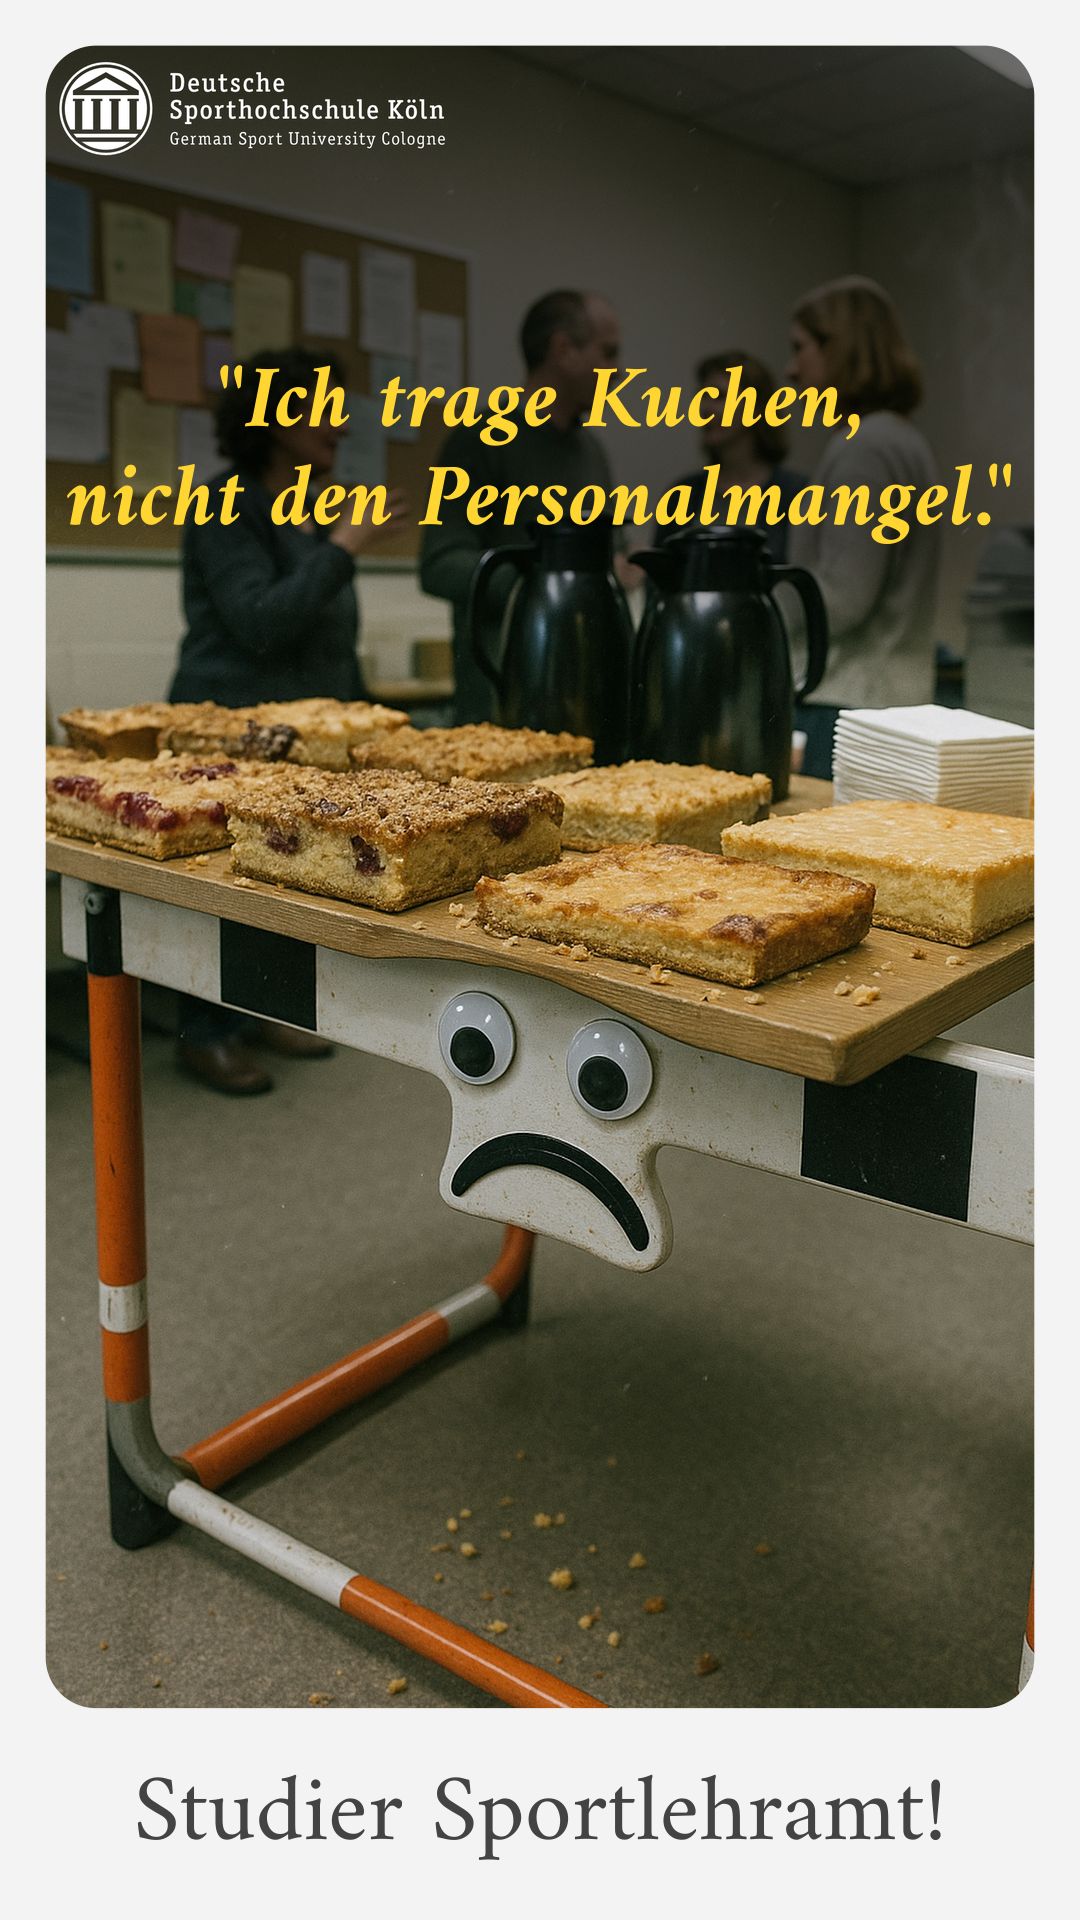 Deutsche
Sporthochschule Köln
German Sport University Cologne
"Ich trage Kuchen,
nicht den Personalmangel."
Studier Sportlehramt!